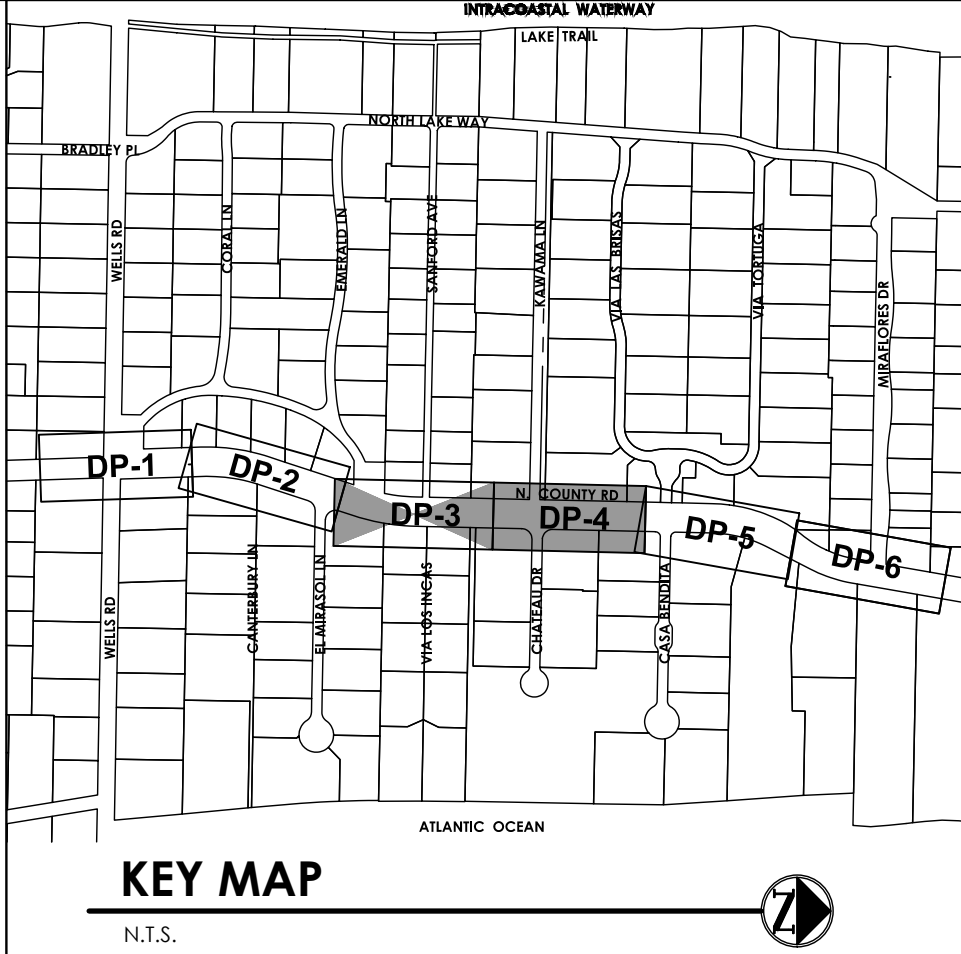 INTRACOASTAL WATERWAY
LAKE TRAIL
NORTH LAKE WAY
BRADLEY PL
WELLS RD
CORAL LN
EMERALD LN
SANFORD AVE
KAWAMA LN
VIA LAS BRISAS
VIA TORTUGA
MIRAFLORES DR
DP-1
DP-2
DP-3
N. COUNTY RD
DP-4
DP-5
DP-6
WELLS RD
CANTERBURY LN
EL MIRASOL LN
VIA LOS INCAS
CHATEAU DR
CASA BENDITA
ATLANTIC OCEAN
KEY MAP
N.T.S.
N